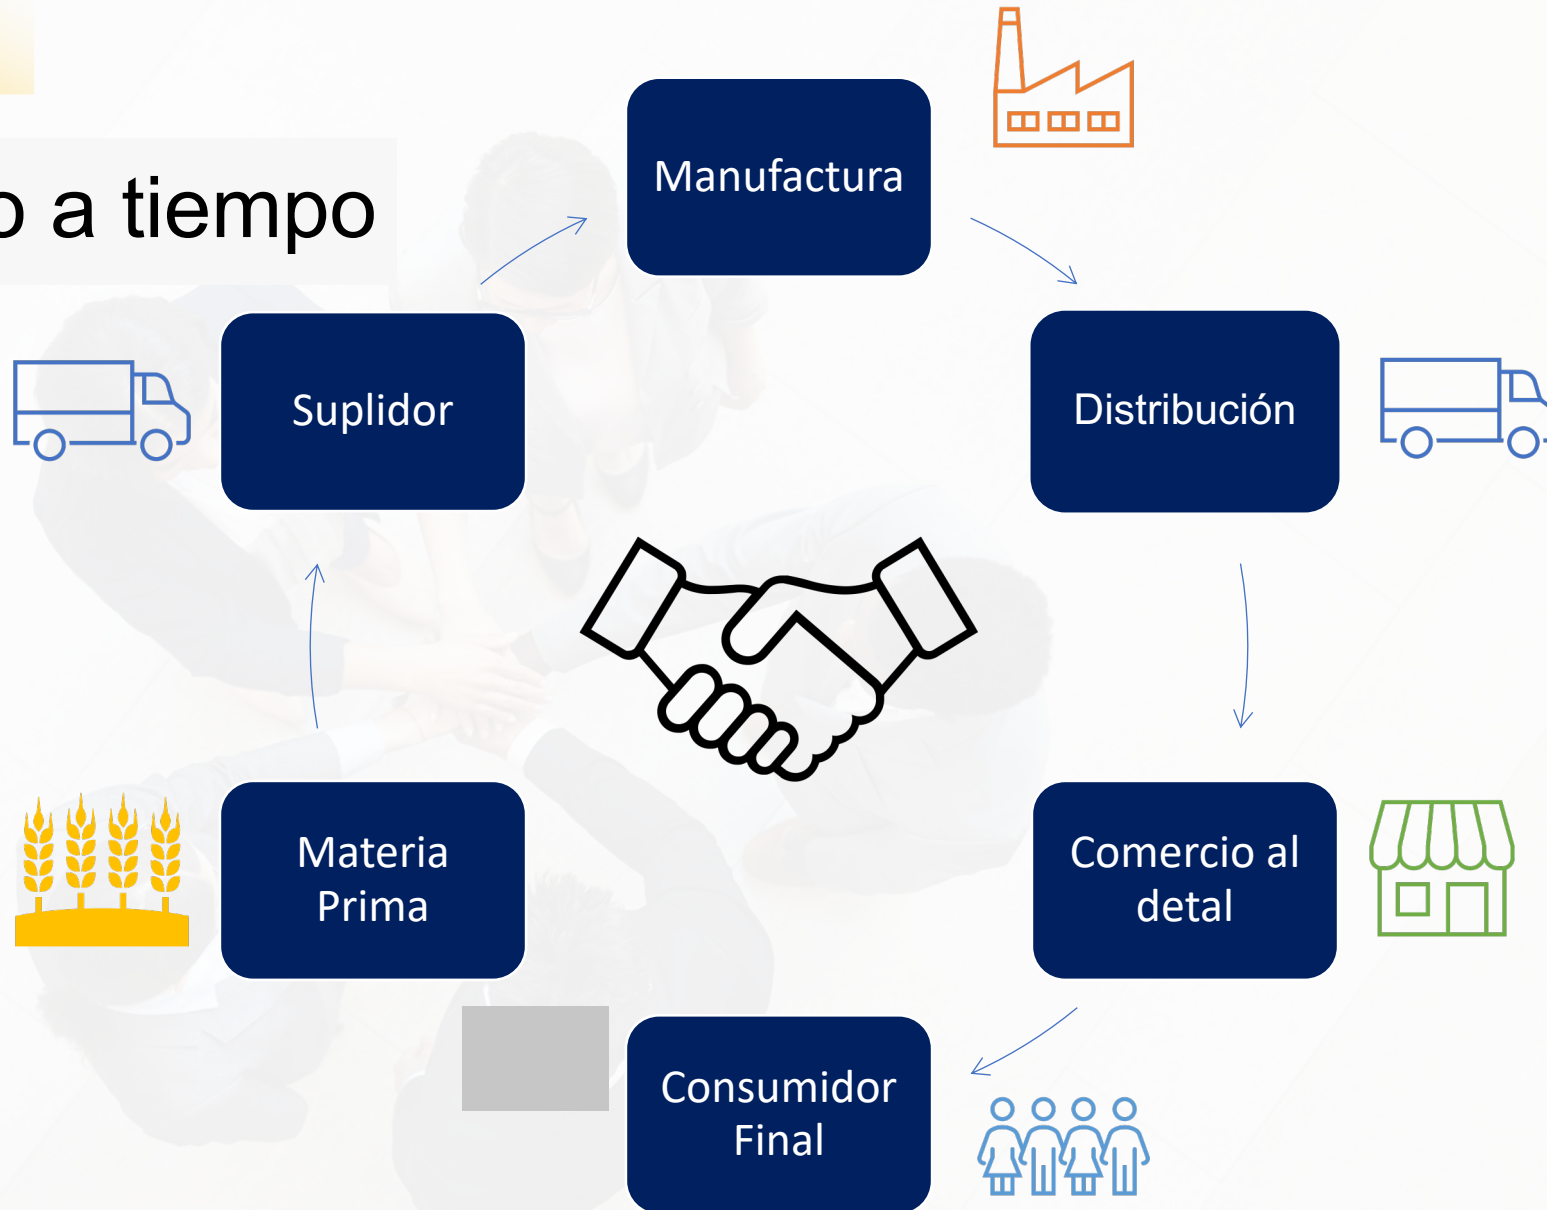 Manufactura
o a tiempo
Suplidor
Distribución
Materia
Prima
Comercio al
detal
Consumidor
Final